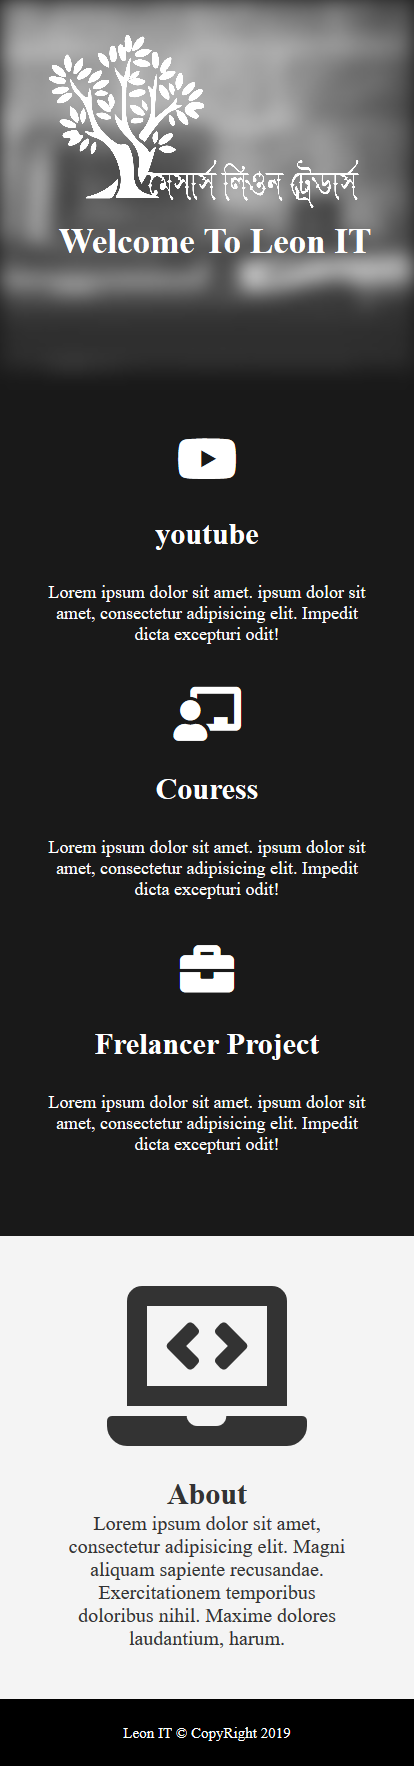 মেসার্স লিওন ট্রেডার্স
Welcome To Leon IT
youtube
Lorem ipsum dolor sit amet. ipsum dolor sit
amet, consectetur adipisicing elit. Impedit
dicta excepturi odit!
Couress
Lorem ipsum dolor sit amet. ipsum dolor sit
amet, consectetur adipisicing elit. Impedit
dicta excepturi odit!
Frelancer Project
Lorem ipsum dolor sit amet. ipsum dolor sit
amet, consectetur adipisicing elit. Impedit
dicta excepturi odit!
About
Lorem ipsum dolor sit amet,
consectetur adipisicing elit. Magni
aliquam sapiente recusandae.
Exercitationem temporibus
doloribus nihil. Maxime dolores
laudantium, harum.
Leon IT © CopyRight 2019